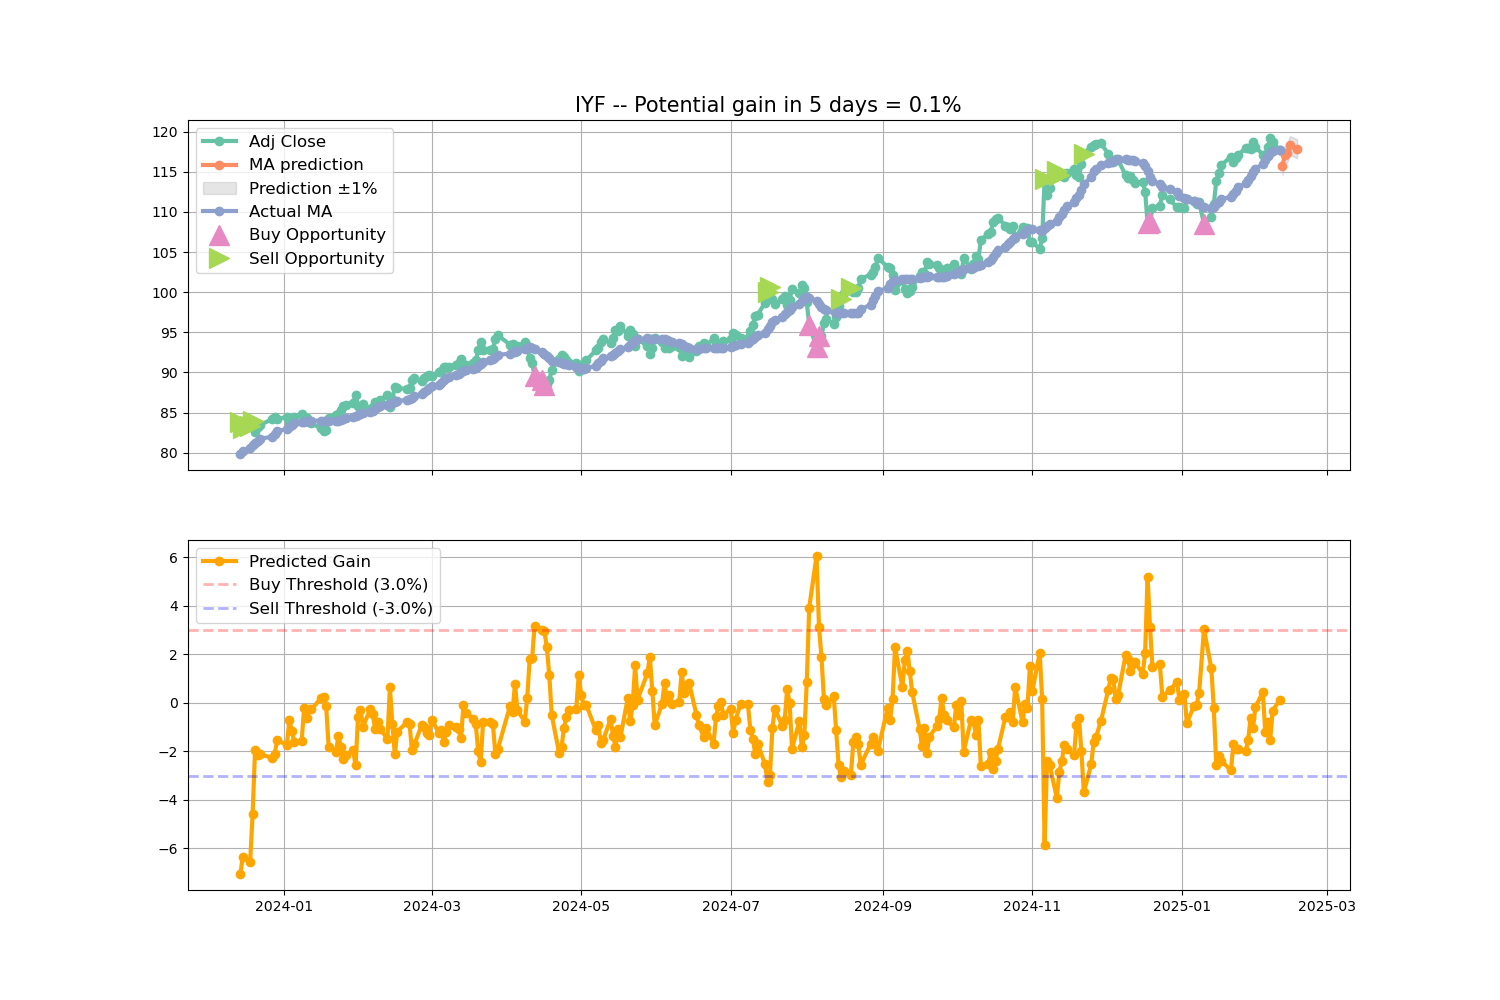 IYF -- Potential gain in 5 days = 0.1%
120
115
110
105
100
95
90
85
80
Adj Close
MA prediction
Prediction ±1%
Actual MA
Buy Opportunity
Sell Opportunity
6
4
2
0
−2
−4
−6
Predicted Gain
Buy Threshold (3.0%)
Sell Threshold (-3.0%)
2024-01 2024-03 2024-05 2024-07 2024-09 2024-11 2025-01 2025-03